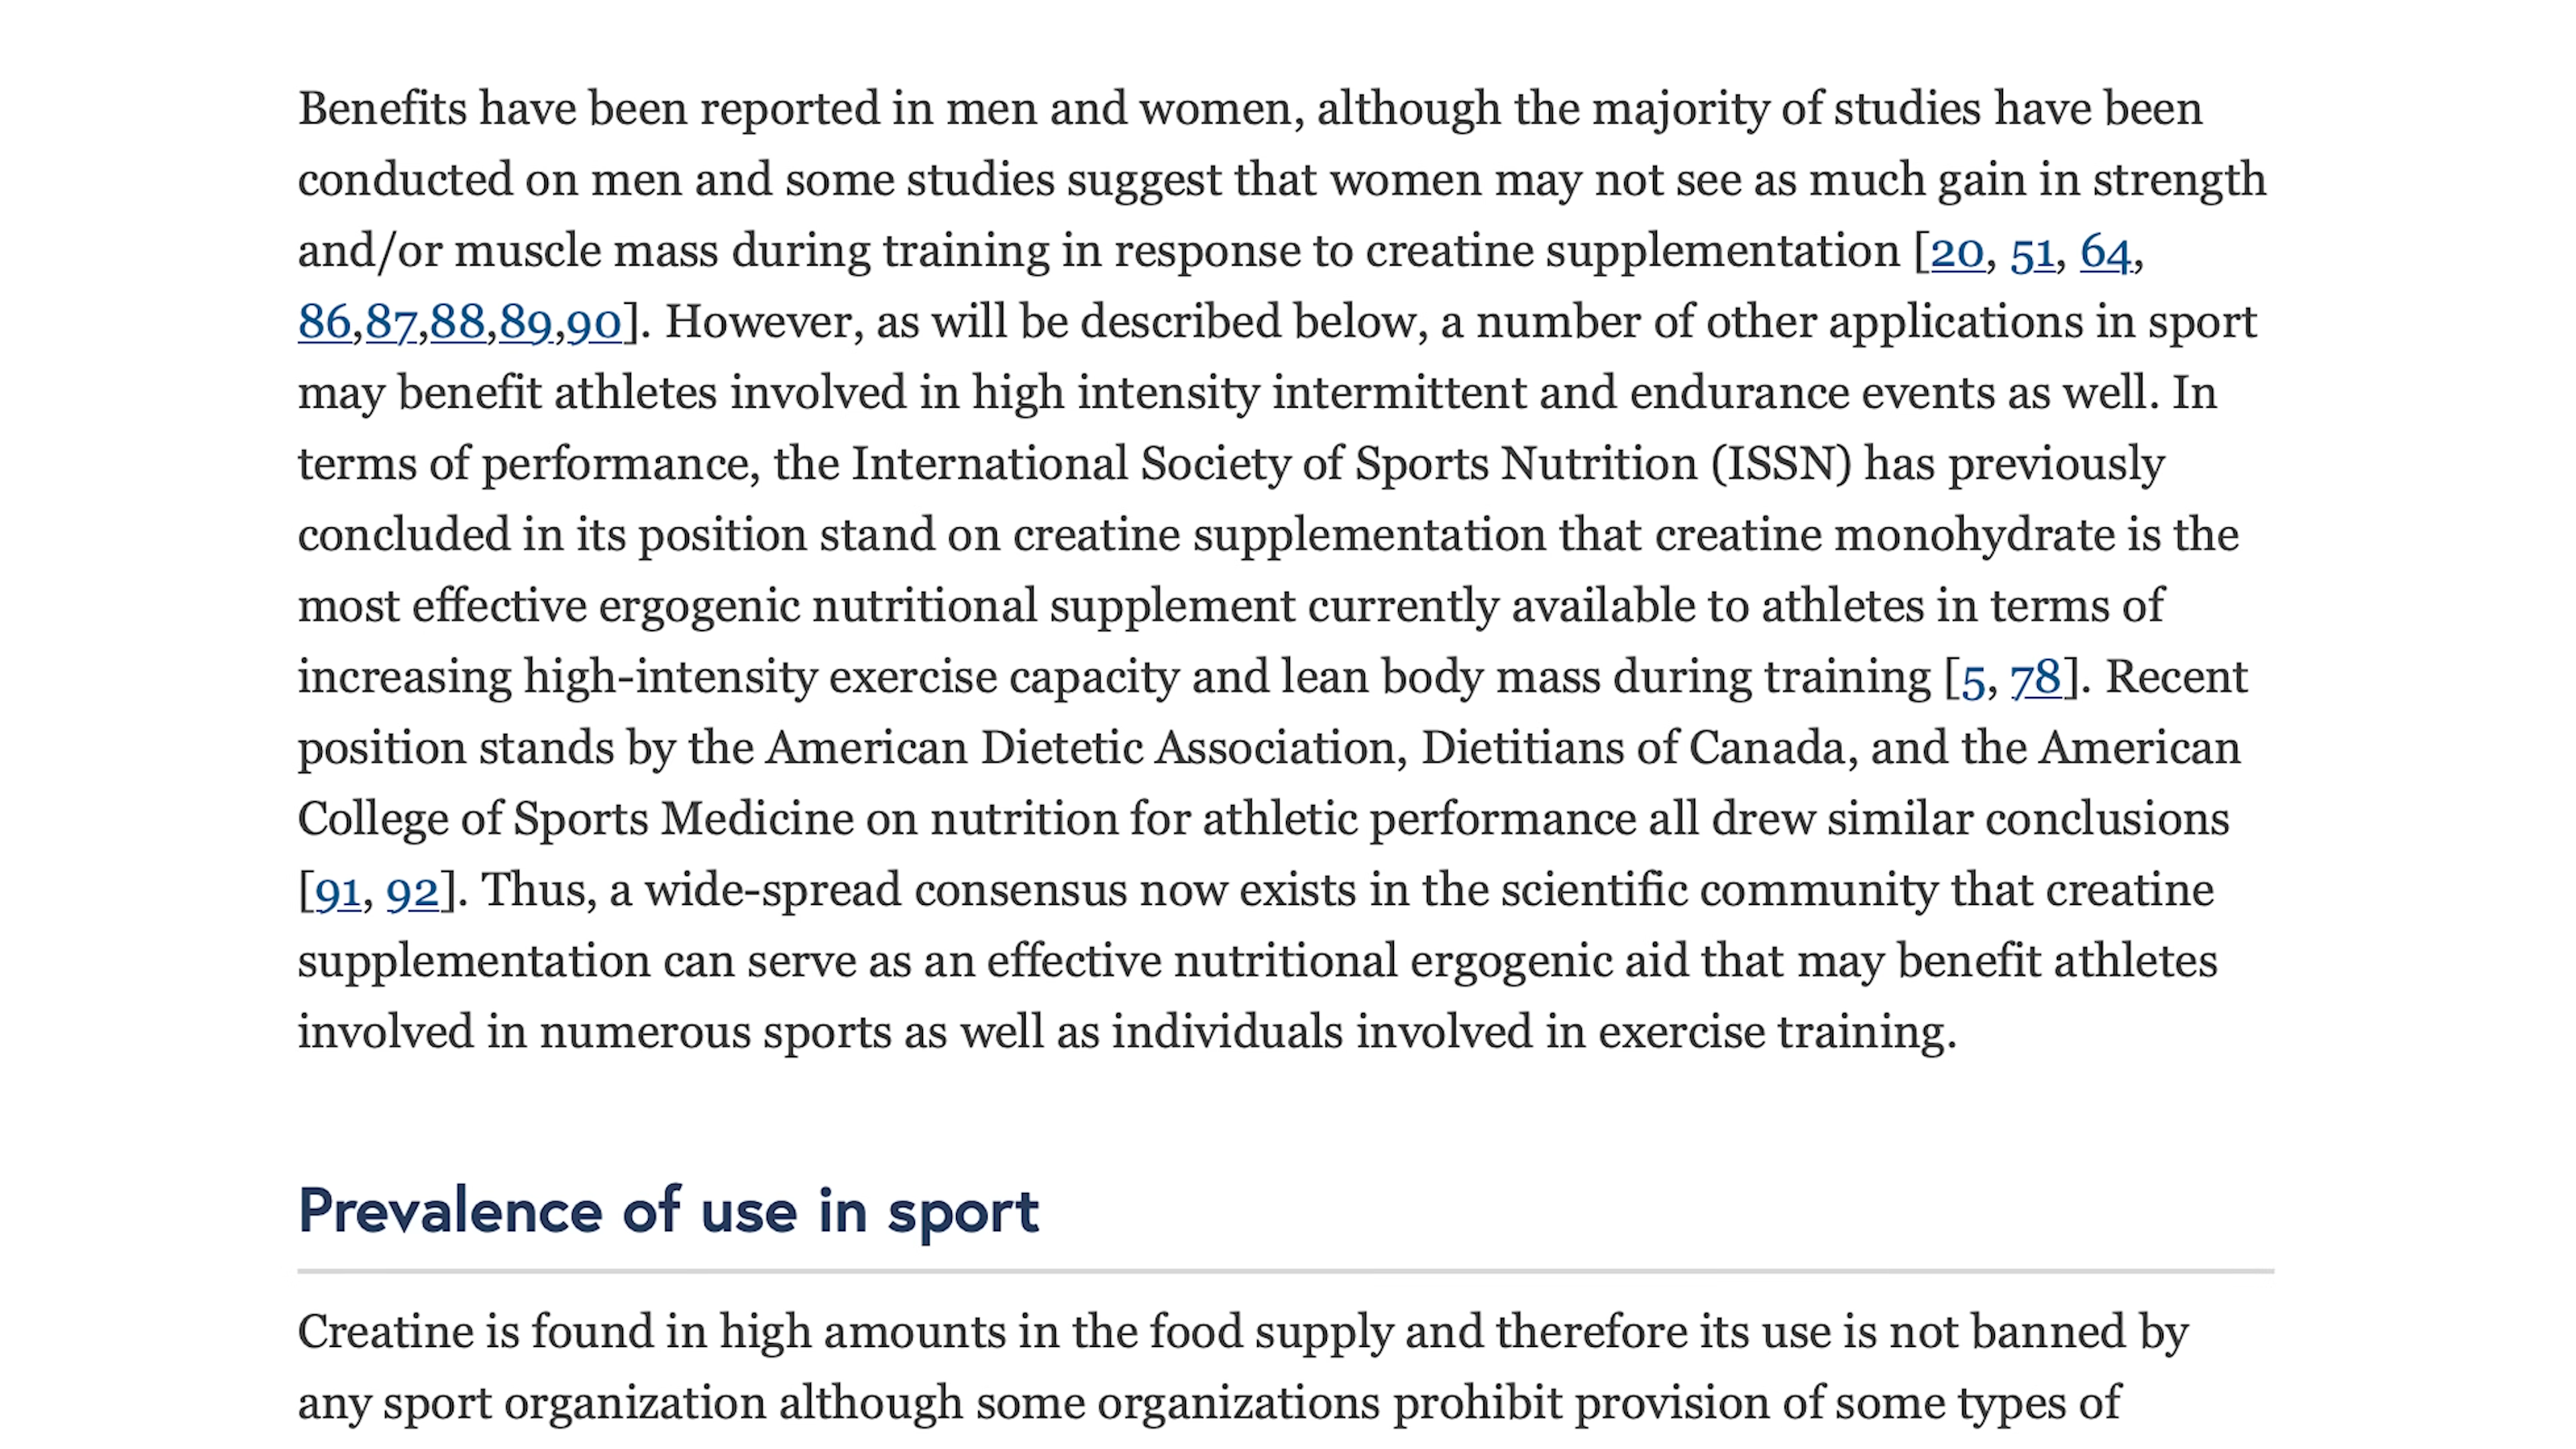 Benefits have been reported in men and women, although the majority of studies have been
conducted on men and some studies suggest that women may not see as much gain in strength
and/or muscle mass during training in response to creatine supplementation [20, 51, 64,
86,87,88,89,90]. However, as will be described below, a number of other applications in sport
may benefit athletes involved in high intensity intermittent and endurance events as well. In
terms of performance, the International Society of Sports Nutrition (ISSN) has previously
concluded in its position stand on creatine supplementation that creatine monohydrate is the
most effective ergogenic nutritional supplement currently available to athletes in terms of
increasing high-intensity exercise capacity and lean body mass during training [5, 78]. Recent
position stands by the American Dietetic Association, Dietitians of Canada, and the American
College of Sports Medicine on nutrition for athletic performance all drew similar conclusions
[91, 92]. Thus, a wide-spread consensus now exists in the scientific community that creatine
supplementation can serve as an effective nutritional ergogenic aid that may benefit athletes
involved in numerous sports as well as individuals involved in exercise training.
Prevalence of use in sport
Creatine is found in high amounts in the food supply and therefore its use is not banned by
any sport organization although some organizations prohibit provision of some types of